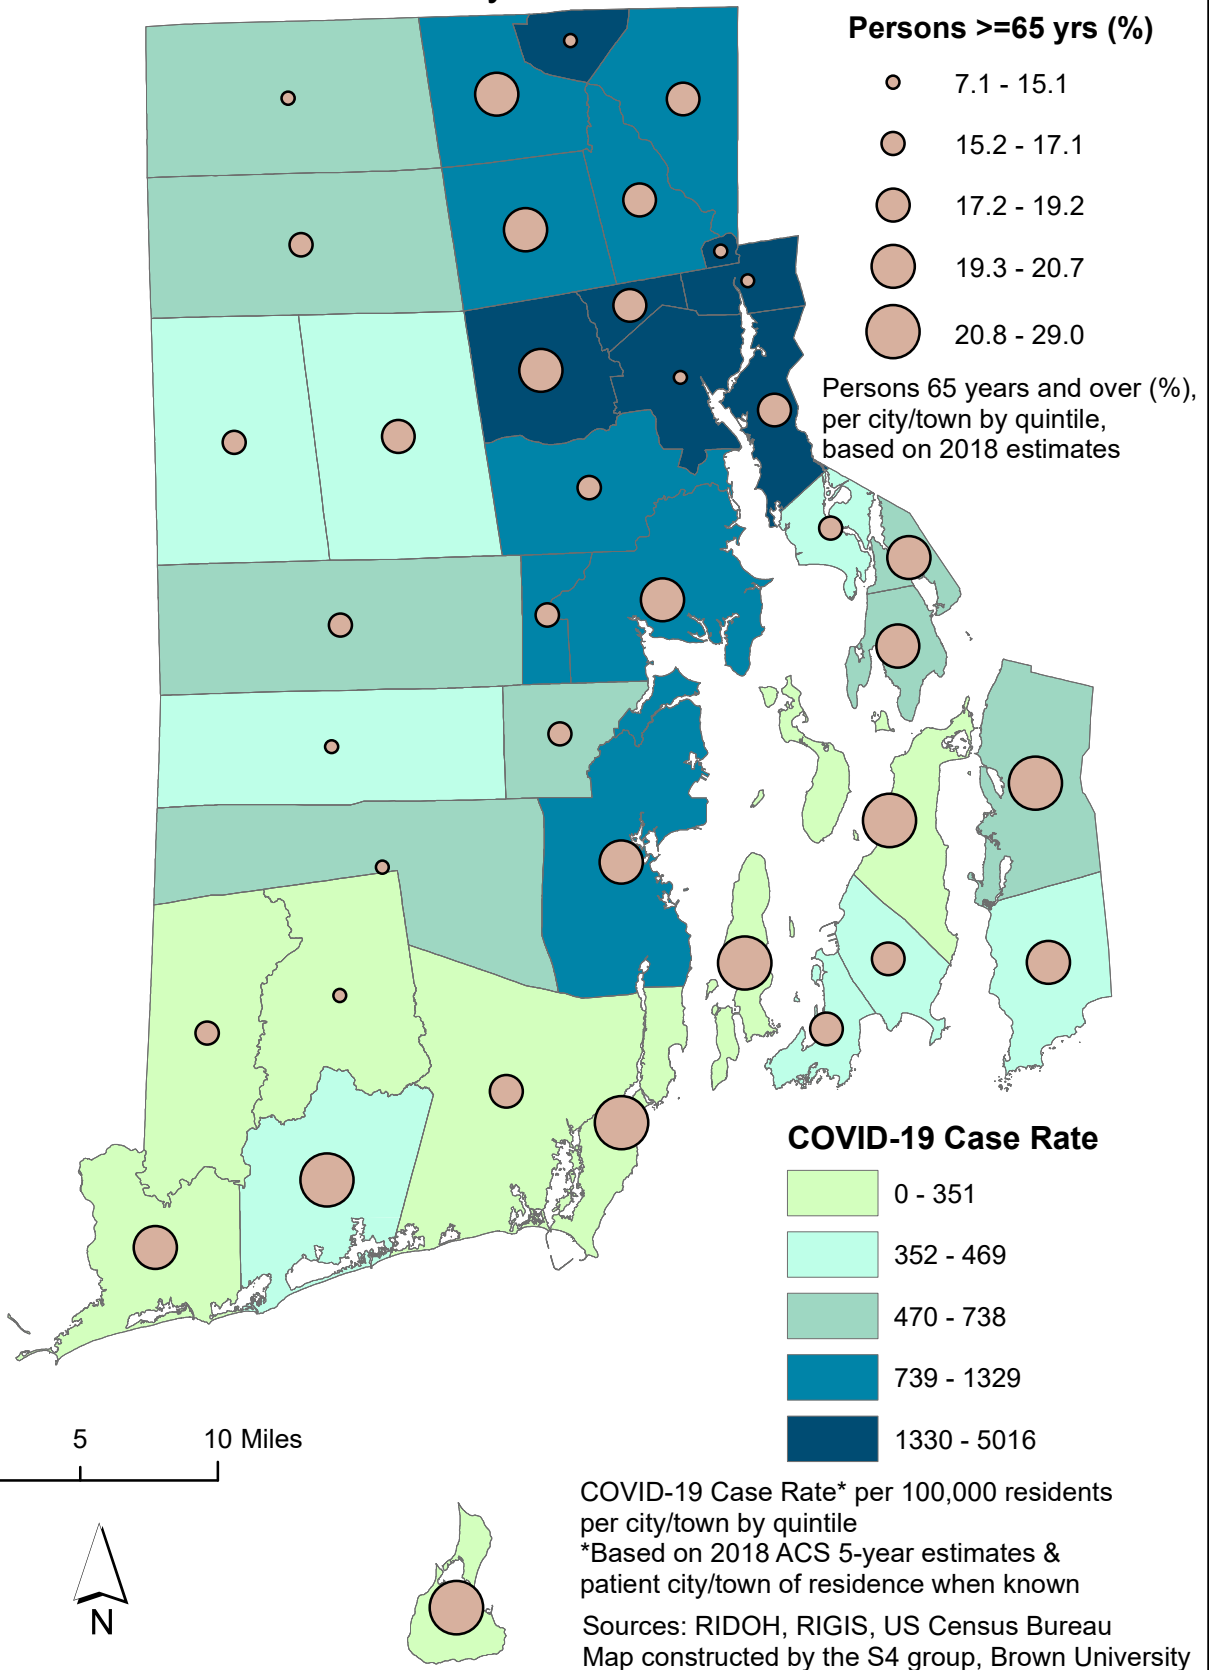 Persons >=65 yrs (%)
7.1 - 15.1
15.2 - 17.1
17.2 - 19.2
19.3 - 20.7
20.8 - 29.0
Persons 65 years and over (%),
per city/town by quintile,
based on 2018 estimates
COVID-19 Case Rate
0 - 351
352 - 469
470 - 738
739 - 1329
1330 - 5016
5 10 Miles
N
COVID-19 Case Rate* per 100,000 residents
per city/town by quintile
*Based on 2018 ACS 5-year estimates &
patient city/town of residence when known
Sources: RIDOH, RIGIS, US Census Bureau
Map constructed by the S4 group, Brown University